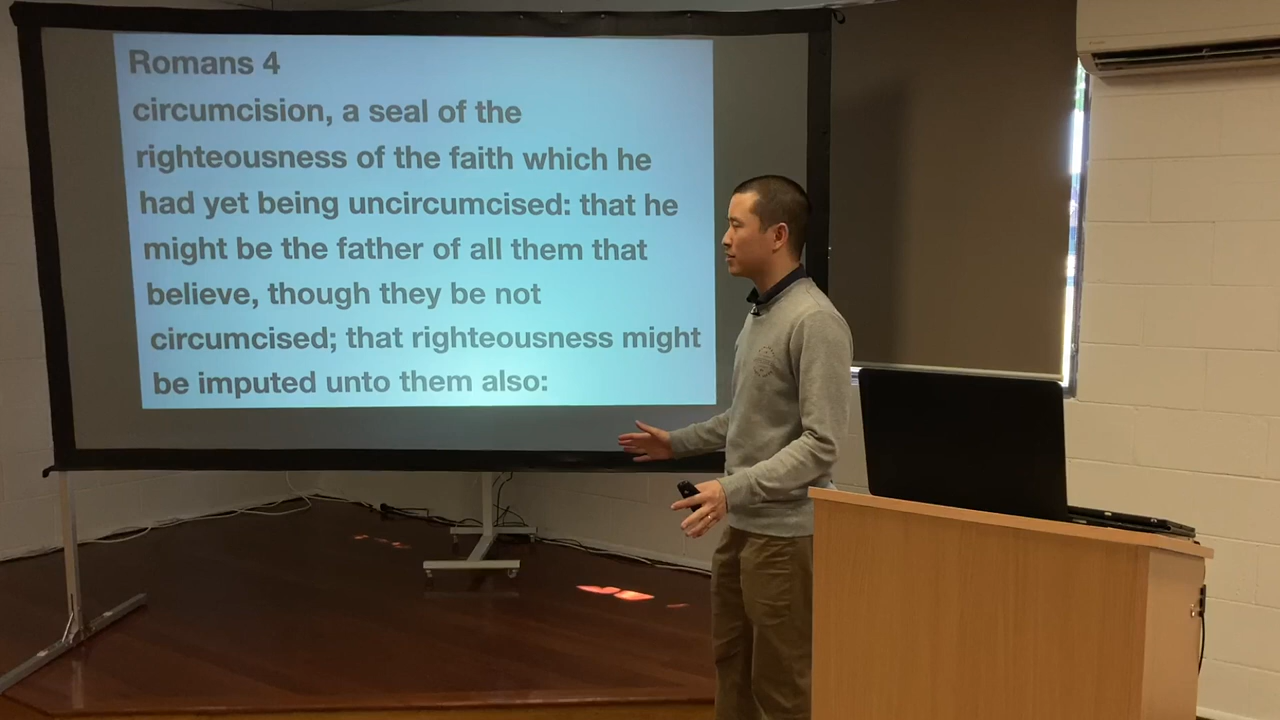 Romans 4
circumcision, a seal of the
righteousness of the faith which he
had yet being uncircumcised: that he
might be the father of all them that
believe, though they be not
circumcised; that righteousness might
be imputed unto them also: